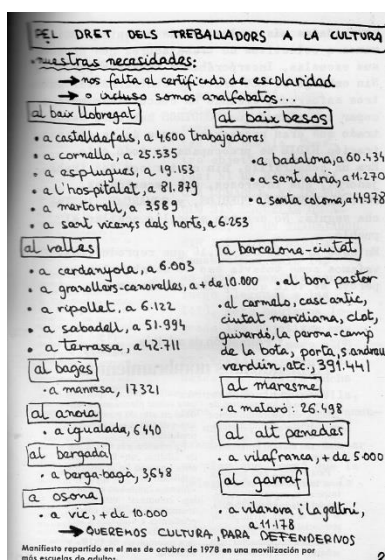 PEL DRET DELS TREBALLADORS A LA CULTURA
• nuestras necesidades:
→ nos falta el certificado de escolaridad
→ o incluso somos analfabetos...
al baix llobregat
• a castelldefels, a 4.600 trabajadores
• a cornella, a 25.535
• a esplugues, a 19.153
• a l'hospitalet, a 81.879
• a martorell, a 3589
• a sant vicenç dels horts, a 6.253
al baix besos
• a badalona, a 60.434
• a sant adrià, a 11.270
• a santa coloma, a 44978
al vallès
• a cerdanyola, a 6.003
• a granollers-canovelles, a + de 10.000
• a ripollet, a 6.122
• a sabadell, a 51.994
• a terrassa, a 42.711
a barcelona-ciutat
• al bon pastor
• al carmelo, casc antic,
ciutat meridiana, clot,
guinardó, la perona-camp
de la bota, porta, s. andreu
verdún, etc., 391.441
al bagès
• a manresa, 17321
al anoia
• a igualada, 6440
al bergadà
• a berga-bagà, 3,648
a osona
• a vic, + de 10.000
al maresme
• a mataró: 26.498
al alt penedès
• a vilafranca, + de 5.000
al garraf
• a vilanova i la geltrú,
a 11.178
→ QUEREMOS CULTURA, PARA DEFENDERNOS
Manifiesto repartido en el mes de octubre de 1978 en una movilización por
más escuelas de adultos.